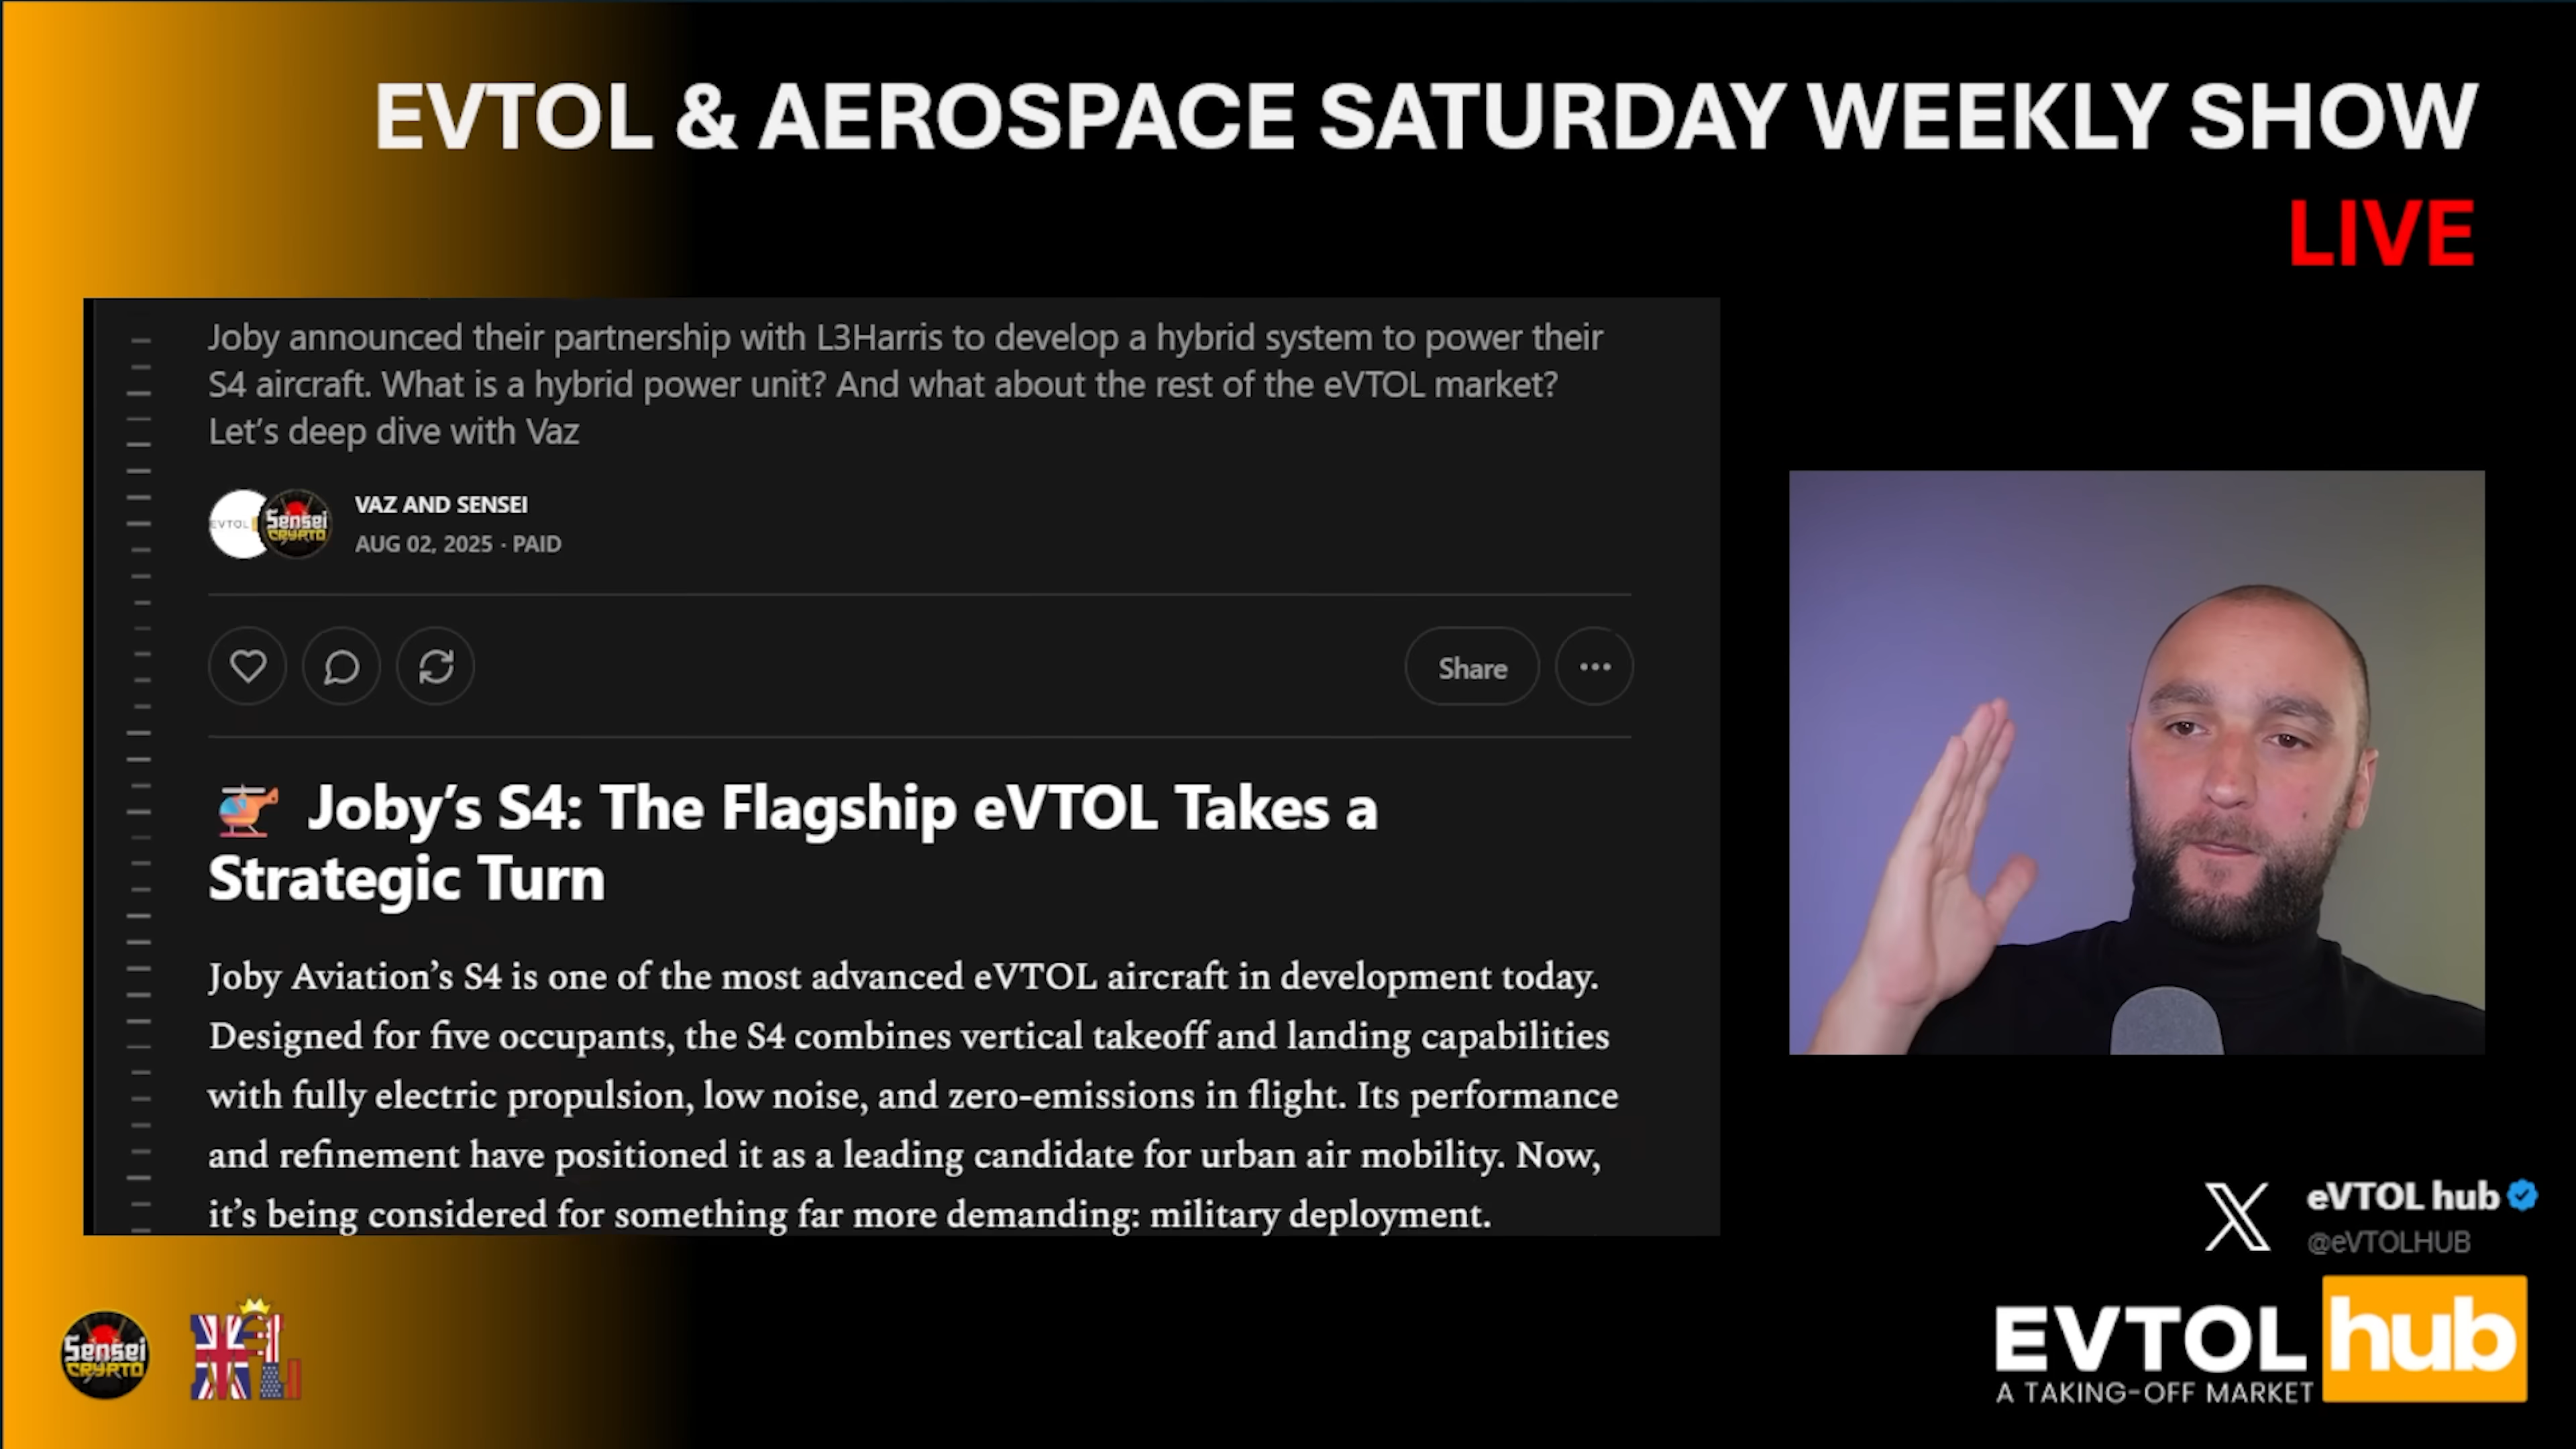 EVTOL & AEROSPACE SATURDAY WEEKLY SHOW
LIVE
Joby announced their partnership with L3Harris to develop a hybrid system to power their
S4 aircraft. What is a hybrid power unit? And what about the rest of the eVTOL market?
Let's deep dive with Vaz
EVTOL
Sensei
CRYPTO
VAZ AND SENSEI
AUG 02, 2025 · PAID
Share
Joby's S4: The Flagship eVTOL Takes a
Strategic Turn
Joby Aviation's S4 is one of the most advanced eVTOL aircraft in development today.
Designed for five occupants, the S4 combines vertical takeoff and landing capabilities
with fully electric propulsion, low noise, and zero-emissions in flight. Its performance
and refinement have positioned it as a leading candidate for urban air mobility. Now,
it's being considered for something far more demanding: military deployment.
eVTOL hub
@eVTOLHUB
Sensei
CRYPTO
EVTOL hub
A TAKING-OFF MARKET